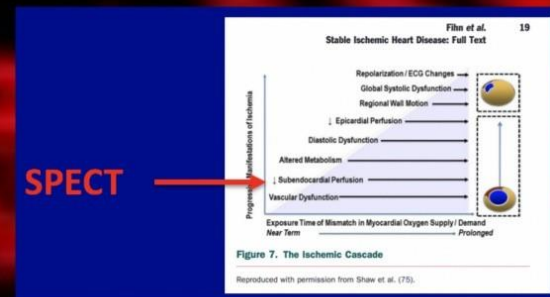 Fihn et al. 19
Stable Ischemic Heart Disease: Full Text
Repolarization / ECG Changes
Global Systolic Dysfunction
Regional Wall Motion
↓ Epicardial Perfusion
Diastolic Dysfunction
Altered Metabolism
SPECT
↓ Subendocardial Perfusion
Vascular Dysfunction
Progressive Manifestations of Ischemia
Exposure Time of Mismatch in Myocardial Oxygen Supply / Demand
Near Term Prolonged
Figure 7. The Ischemic Cascade
Reproduced with permission from Shaw et al. (75).